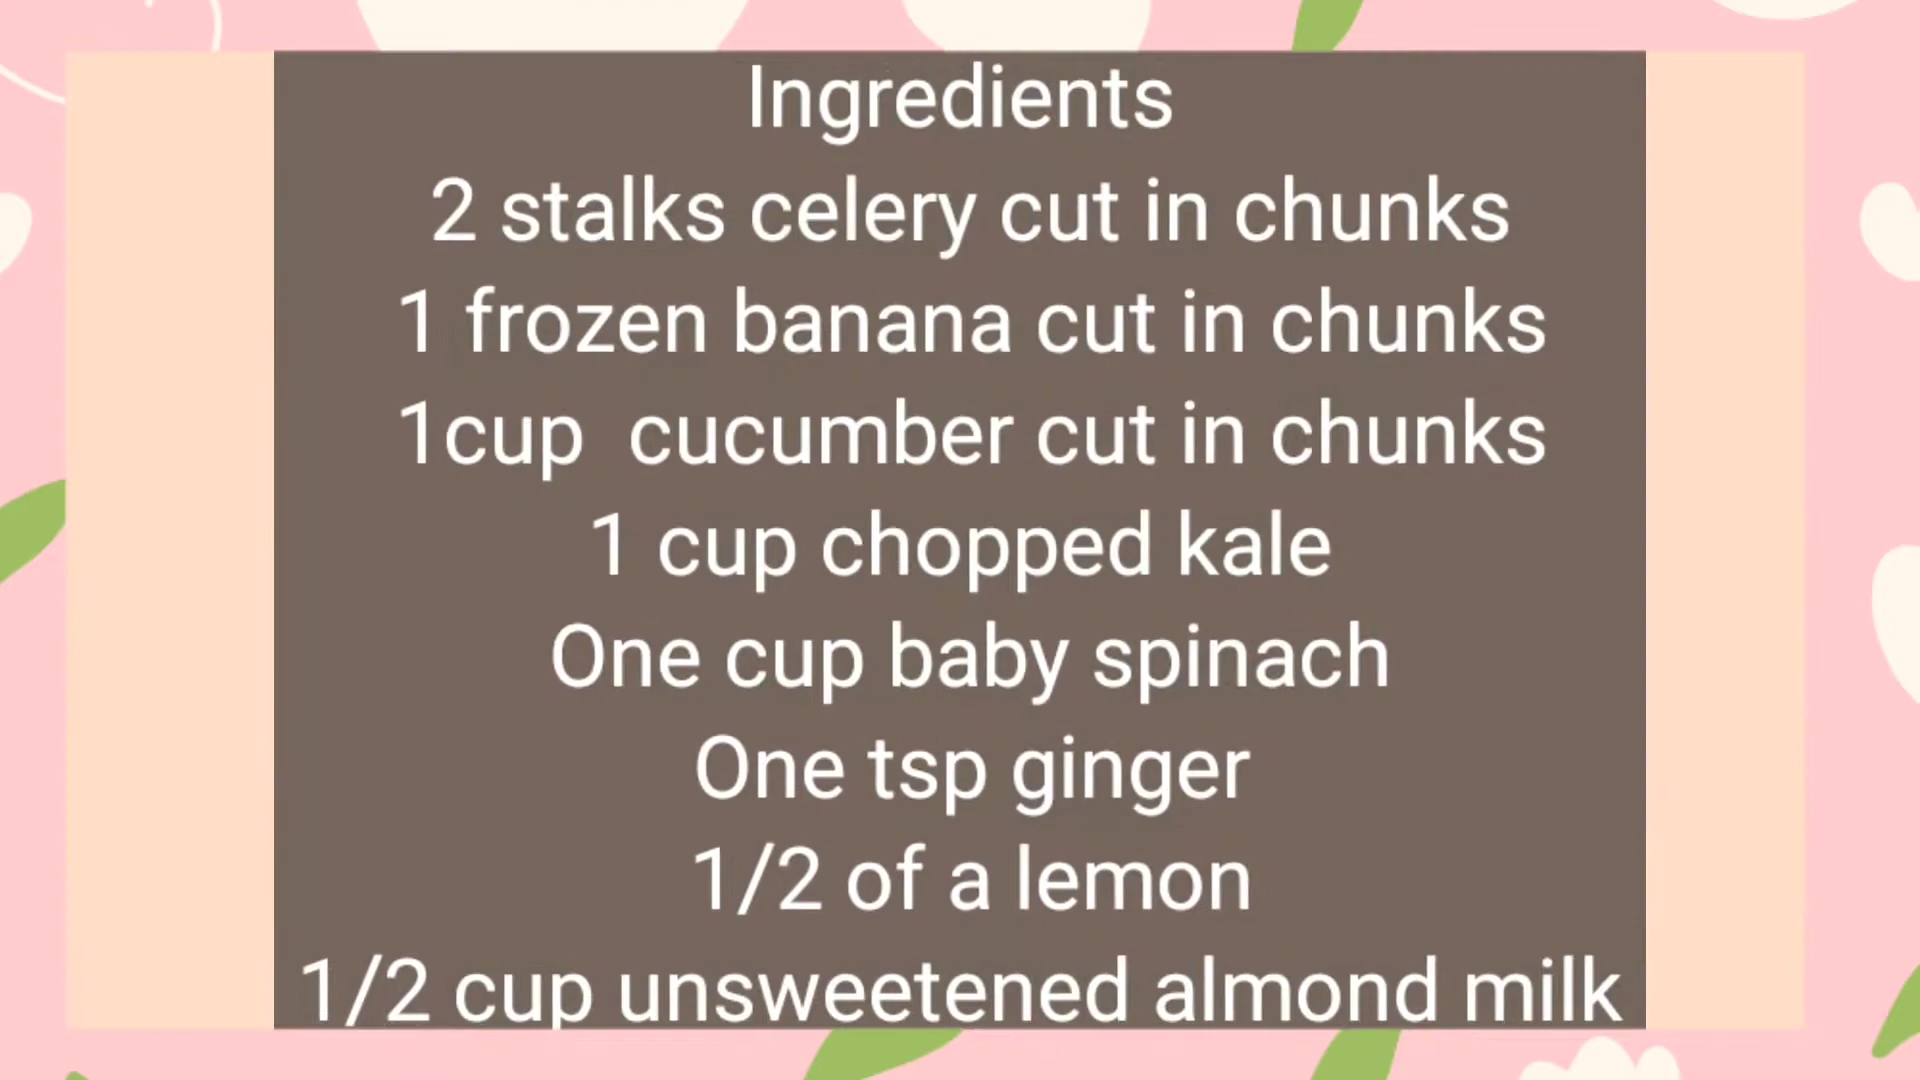 Ingredients
2 stalks celery cut in chunks
1 frozen banana cut in chunks
1cup  cucumber cut in chunks
1 cup chopped kale
One cup baby spinach
One tsp ginger
1/2 of a lemon
1/2 cup unsweetened almond milk